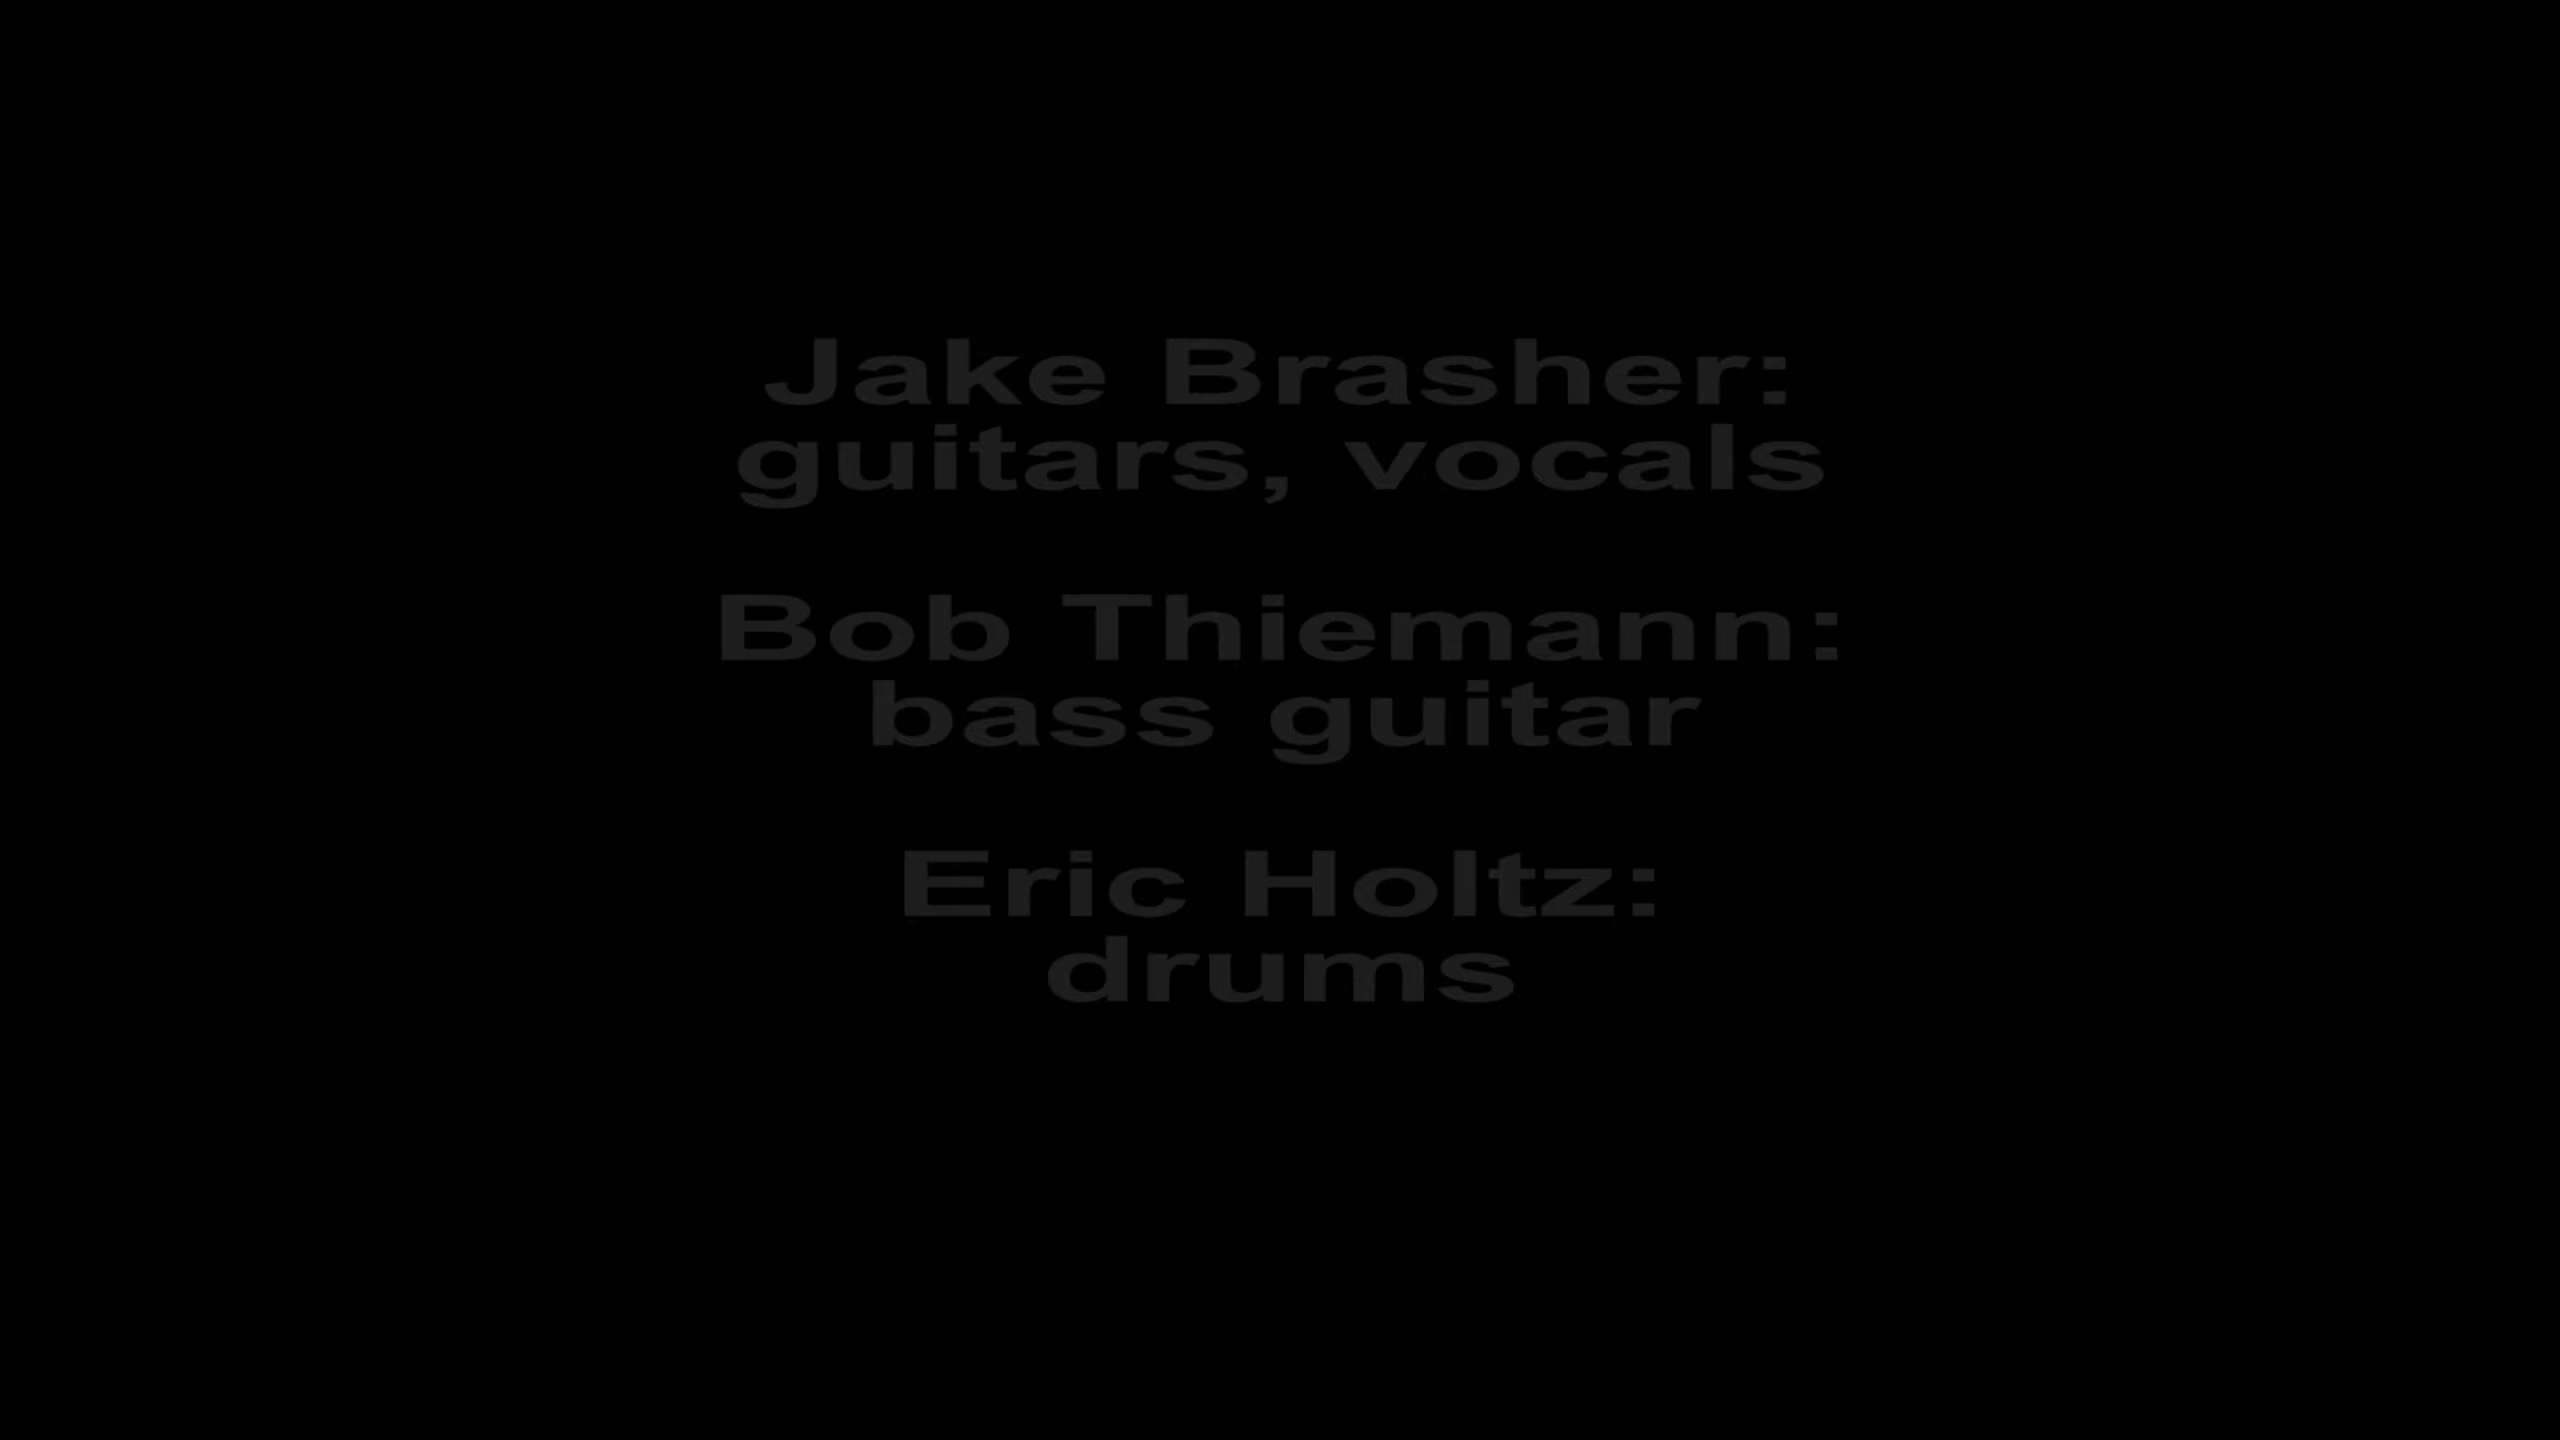 Jake Brasher:
guitars, vocals
Bob Thiemann:
bass guitar
Eric Holtz:
drums